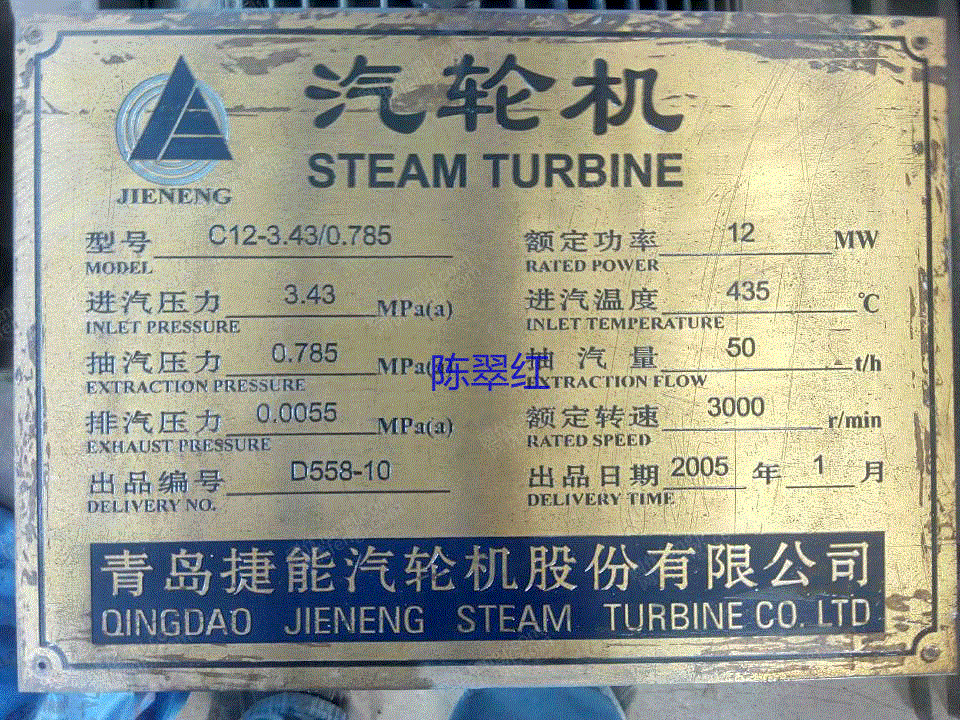 汽轮机
STEAM TURBINE
JIENENG
型号 C12-3.43/0.785
MODEL
额定功率 12 MW
RATED POWER
进汽压力 3.43 MPa(a)
INLET PRESSURE
进汽温度 435 ℃
INLET TEMPERATURE
抽汽压力 0.785 MPa(a)
EXTRACTION PRESSURE
抽汽量 50 t/h
EXTRACTION FLOW
陈翠红
排汽压力 0.0055 MPa(a)
EXHAUST PRESSURE
额定转速 3000 r/min
RATED SPEED
出品编号 D558-10
DELIVERY NO.
出品日期 2005 年 1 月
DELIVERY TIME
青岛捷能汽轮机股份有限公司
QINGDAO JIENENG STEAM TURBINE CO. LTD